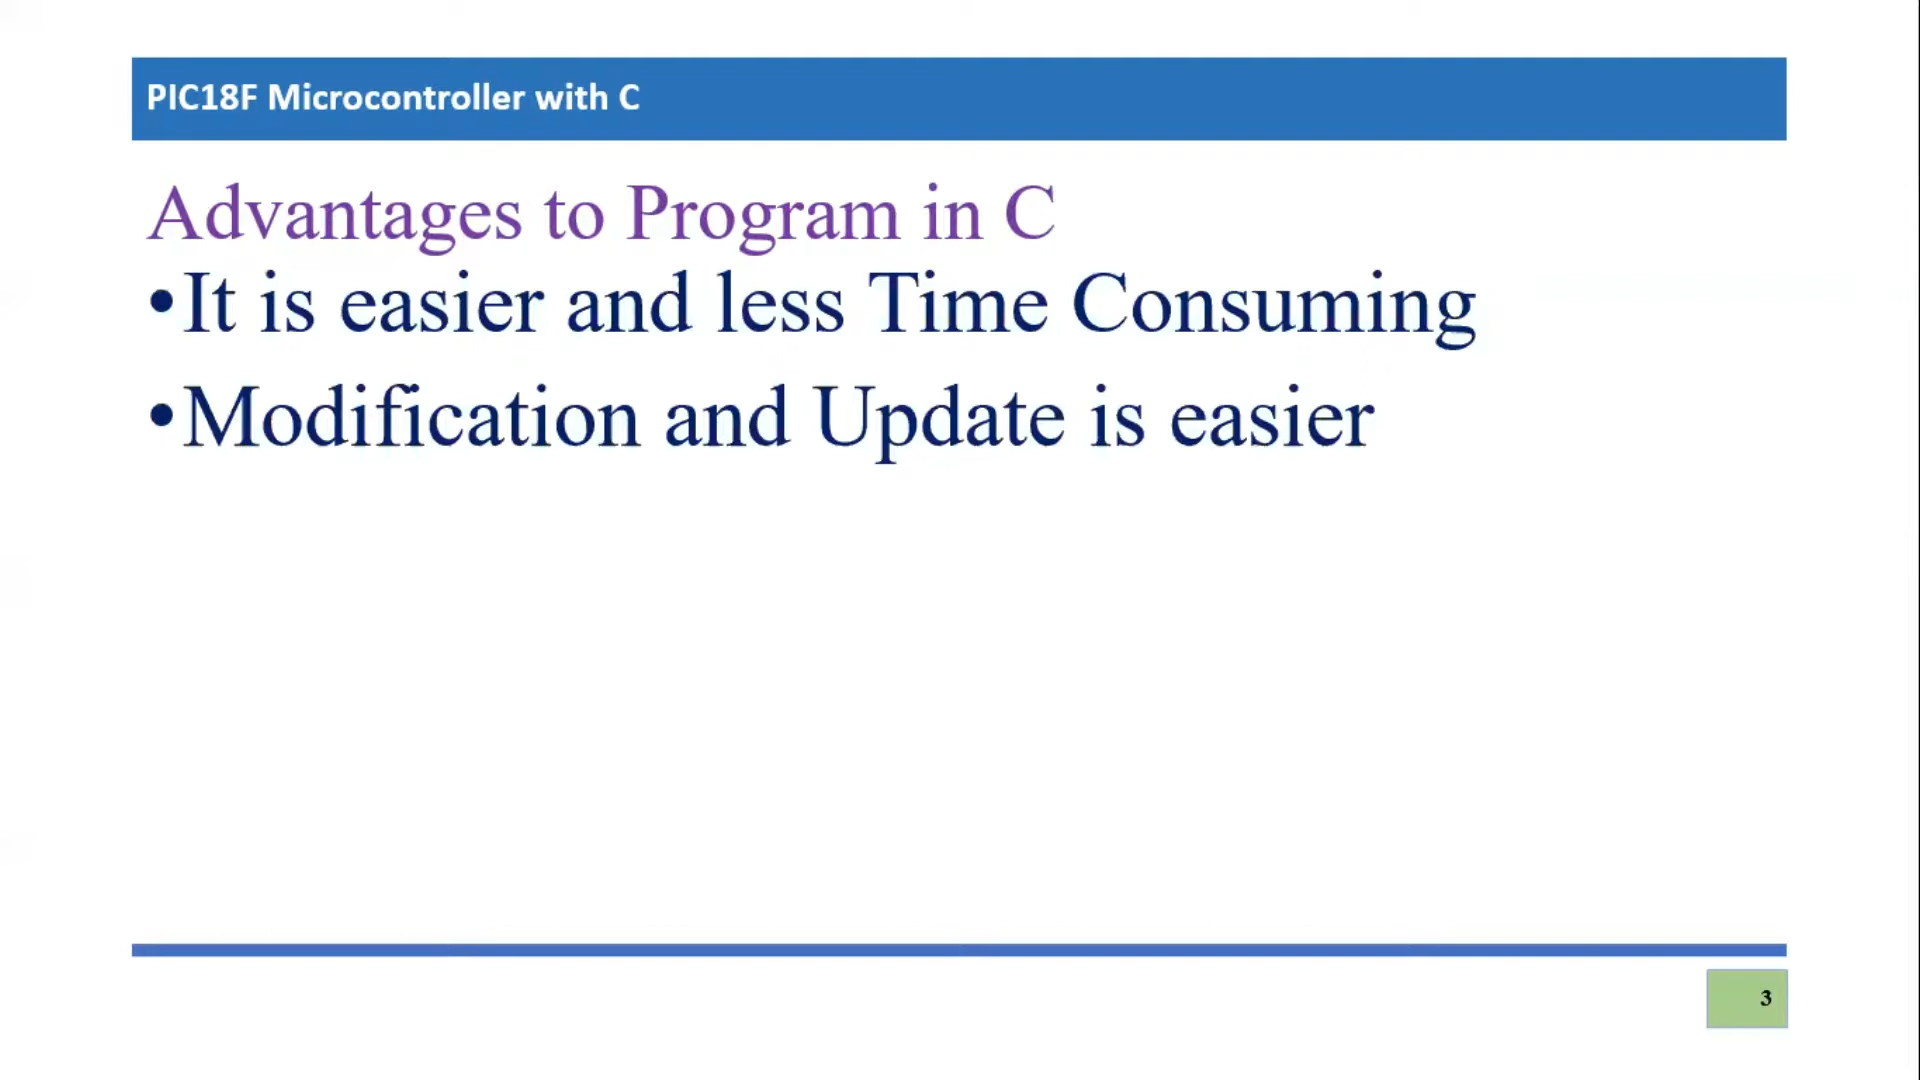 PIC18F Microcontroller with C
Advantages to Program in C
•It is easier and less Time Consuming
•Modification and Update is easier
3